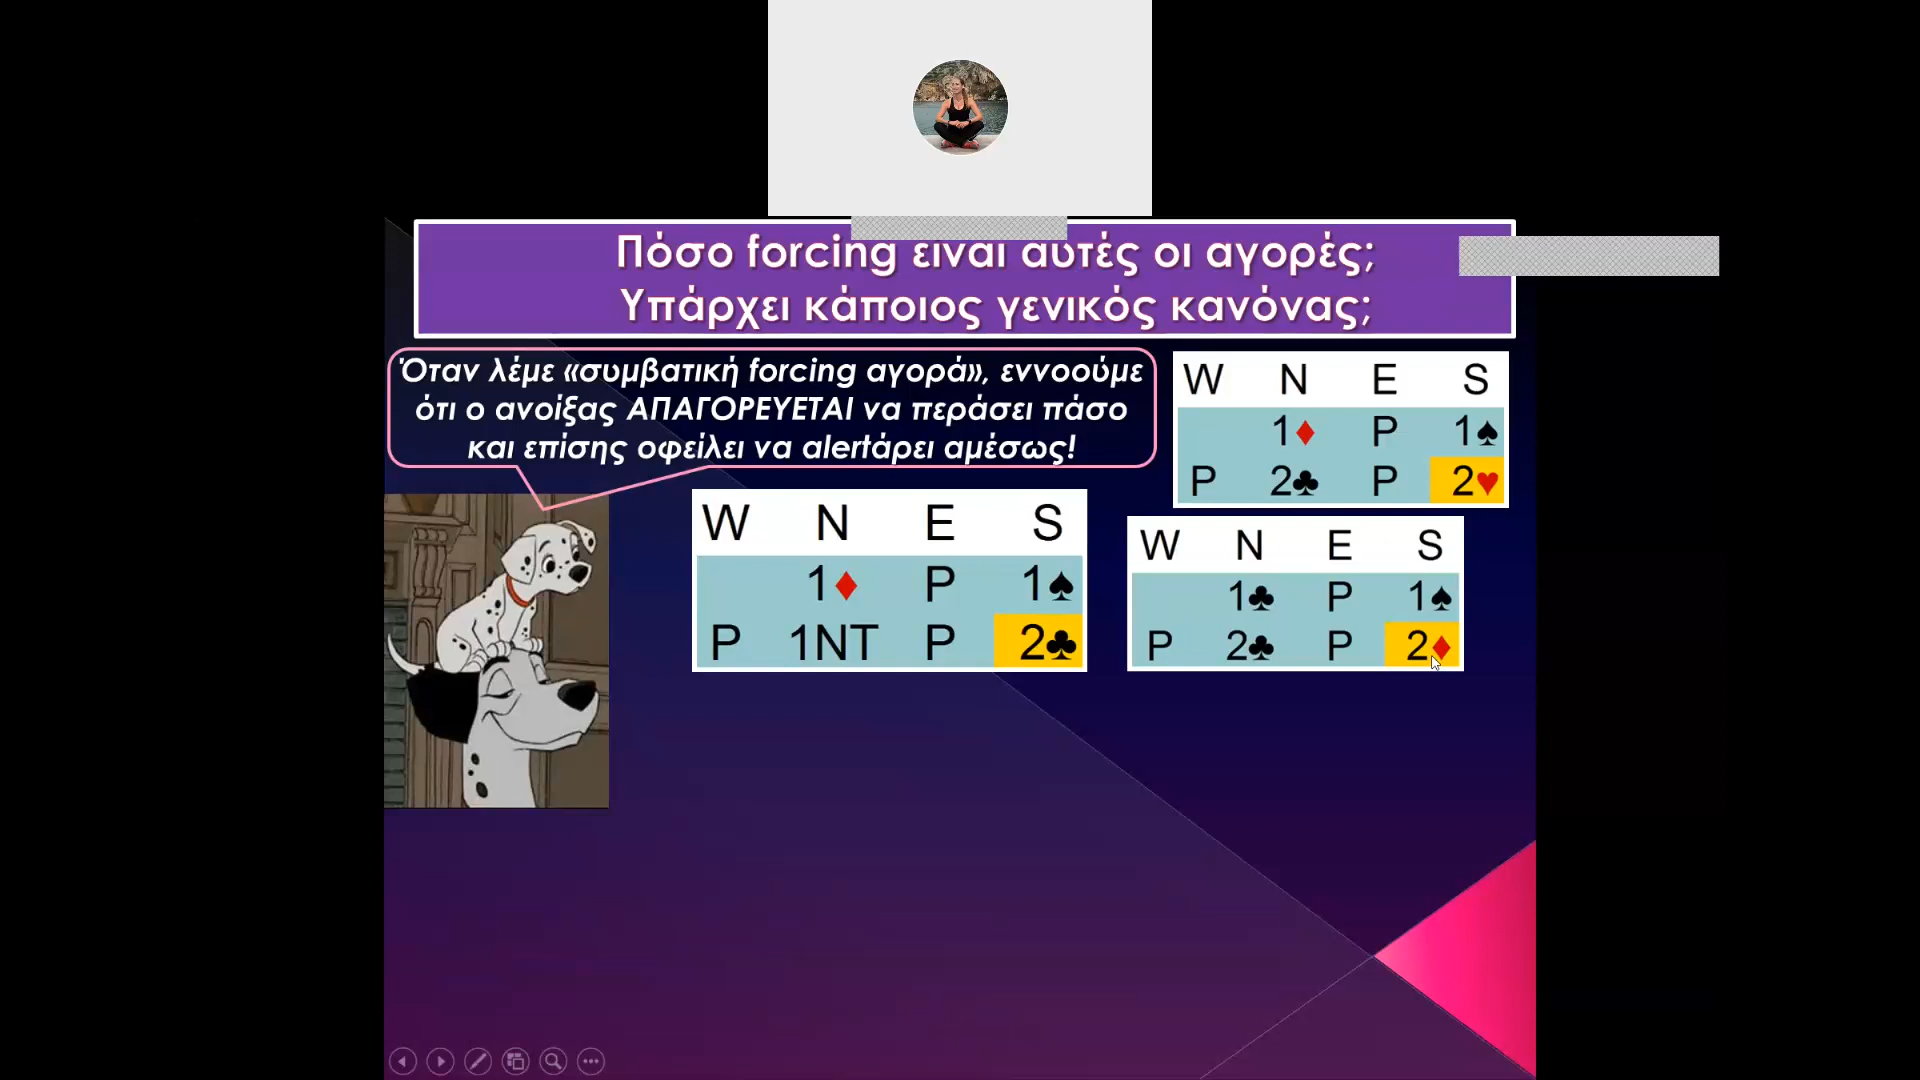 Πόσο forcing είναι αυτές οι αγορές;
Υπάρχει κάποιος γενικός κανόνας;
Όταν λέμε «συμβατική forcing αγορά», εννοούμε
ότι ο ανοίξας ΑΠΑΓΟΡΕΥΕΤΑΙ να περάσει πάσο
και επίσης οφείλει να alertάρει αμέσως!
W N E S
1♦ P 1♠
P 2♣ P 2♥
W N E S
1♦ P 1♠
P 1NT P 2♣
W N E S
1♣ P 1♠
P 2♣ P 2♦